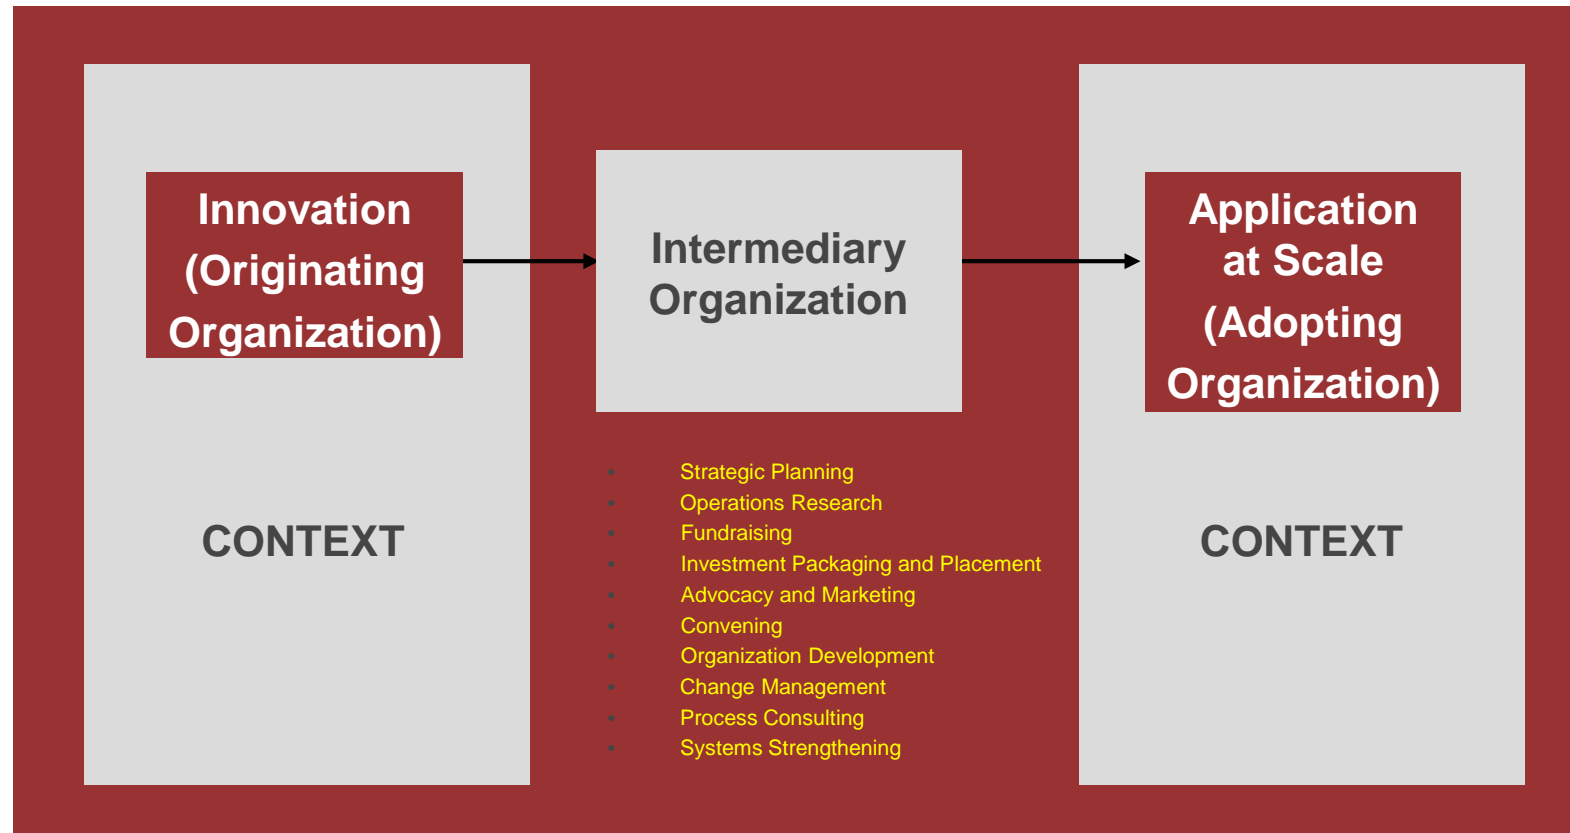 Innovation
(Originating
Organization)
CONTEXT
Intermediary
Organization
• Strategic Planning
• Operations Research
• Fundraising
• Investment Packaging and Placement
• Advocacy and Marketing
• Convening
• Organization Development
• Change Management
• Process Consulting
• Systems Strengthening
Application
at Scale
(Adopting
Organization)
CONTEXT